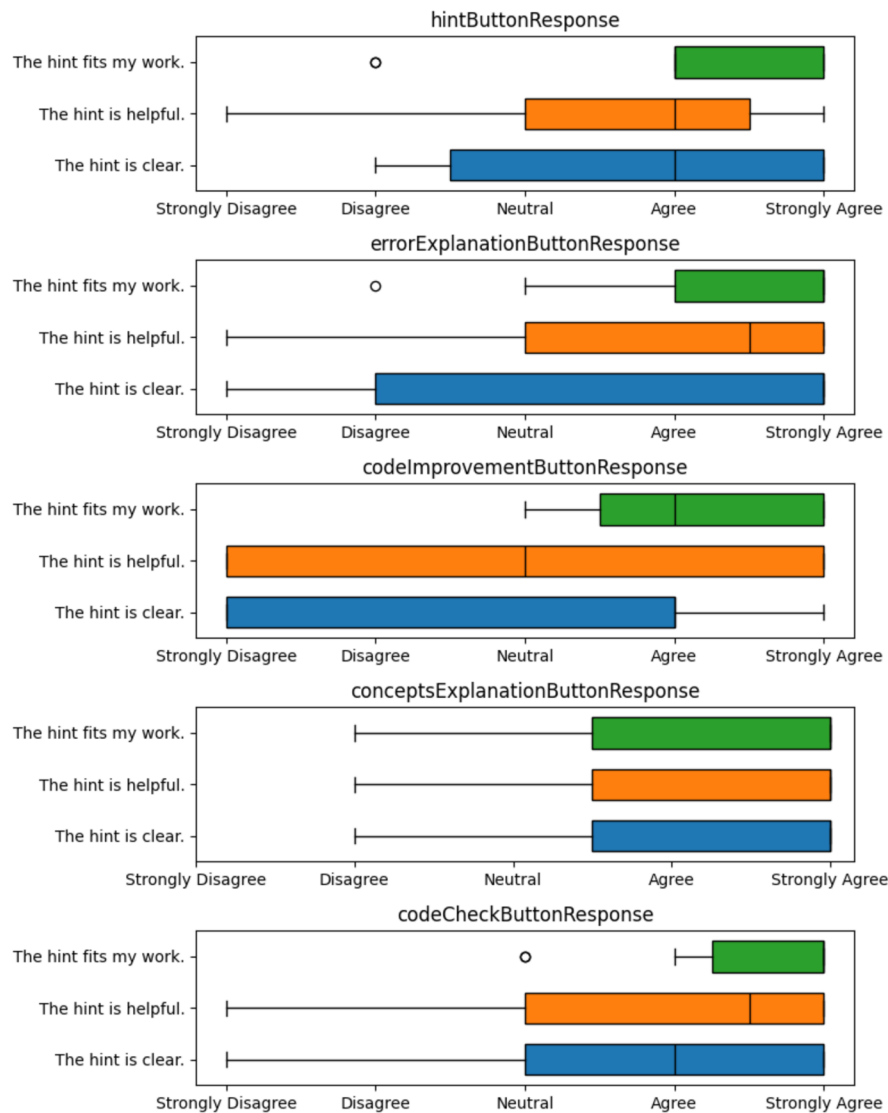 hintButtonResponse
The hint fits my work.
The hint is helpful.
The hint is clear.
Strongly Disagree Disagree Neutral Agree Strongly Agree
errorExplanationButtonResponse
The hint fits my work.
The hint is helpful.
The hint is clear.
Strongly Disagree Disagree Neutral Agree Strongly Agree
codeImprovementButtonResponse
The hint fits my work.
The hint is helpful.
The hint is clear.
Strongly Disagree Disagree Neutral Agree Strongly Agree
conceptsExplanationButtonResponse
The hint fits my work.
The hint is helpful.
The hint is clear.
Strongly Disagree Disagree Neutral Agree Strongly Agree
codeCheckButtonResponse
The hint fits my work.
The hint is helpful.
The hint is clear.
Strongly Disagree Disagree Neutral Agree Strongly Agree